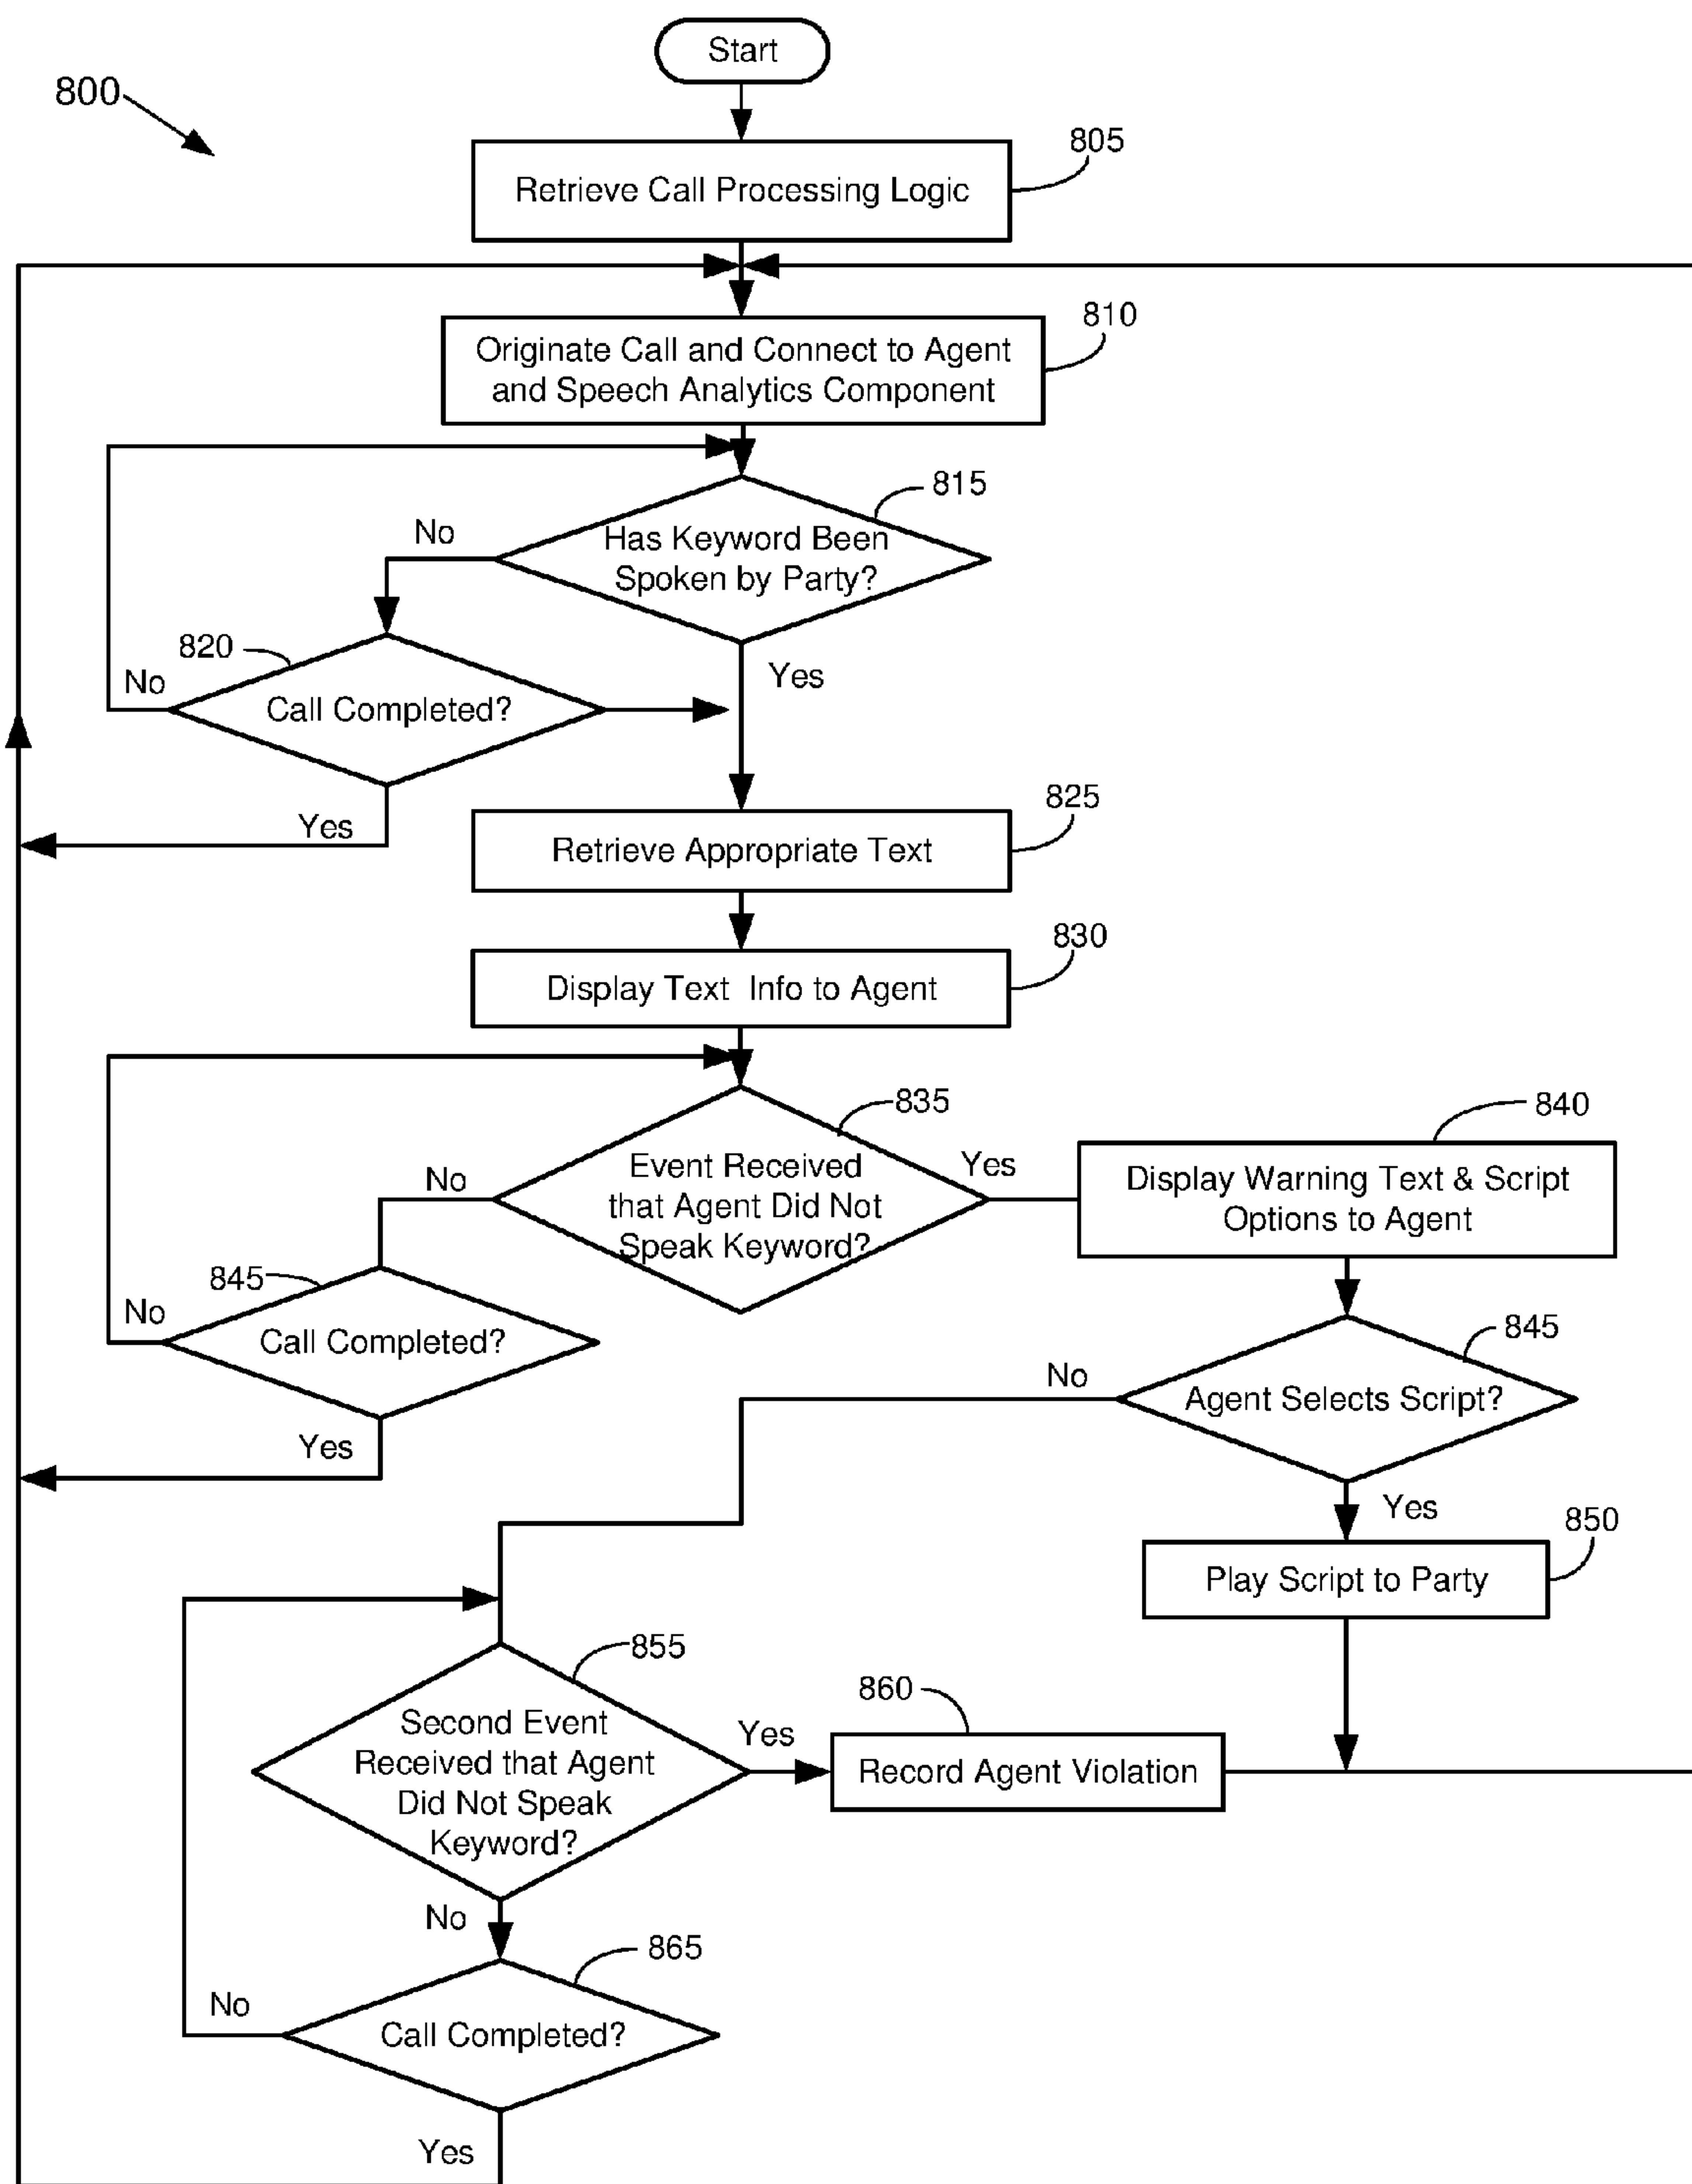 Start
800
805
Retrieve Call Processing Logic
810
Originate Call and Connect to Agent
and Speech Analytics Component
815
No
Has Keyword Been
Spoken by Party?
820
Yes
No
Call Completed?
Yes
825
Retrieve Appropriate Text
830
Display Text Info to Agent
835
840
Event Received
that Agent Did Not
Speak Keyword?
No
Yes
Display Warning Text & Script
Options to Agent
845
No
Call Completed?
Yes
845
No
Agent Selects Script?
Yes
850
Play Script to Party
855
860
Second Event
Received that Agent
Did Not Speak
Keyword?
Yes
Record Agent Violation
No
865
No
Call Completed?
Yes